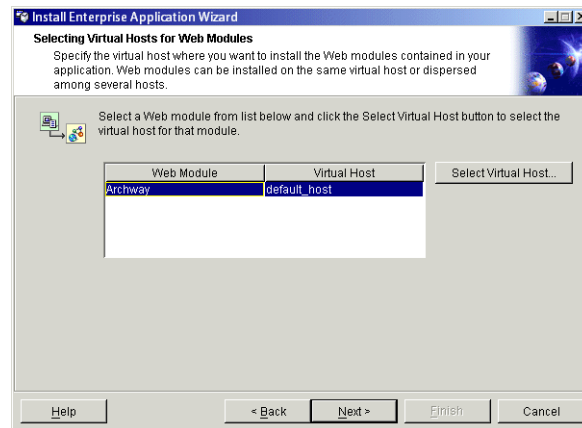 Install Enterprise Application Wizard
Selecting Virtual Hosts for Web Modules
Specify the virtual host where you want to install the Web modules contained in your
application. Web modules can be installed on the same virtual host or dispersed
among several hosts.
Select a Web module from list below and click the Select Virtual Host button to select the
virtual host for that module.
Web Module Virtual Host Select Virtual Host...
Archway default_host
Help < Back Next > Finish Cancel